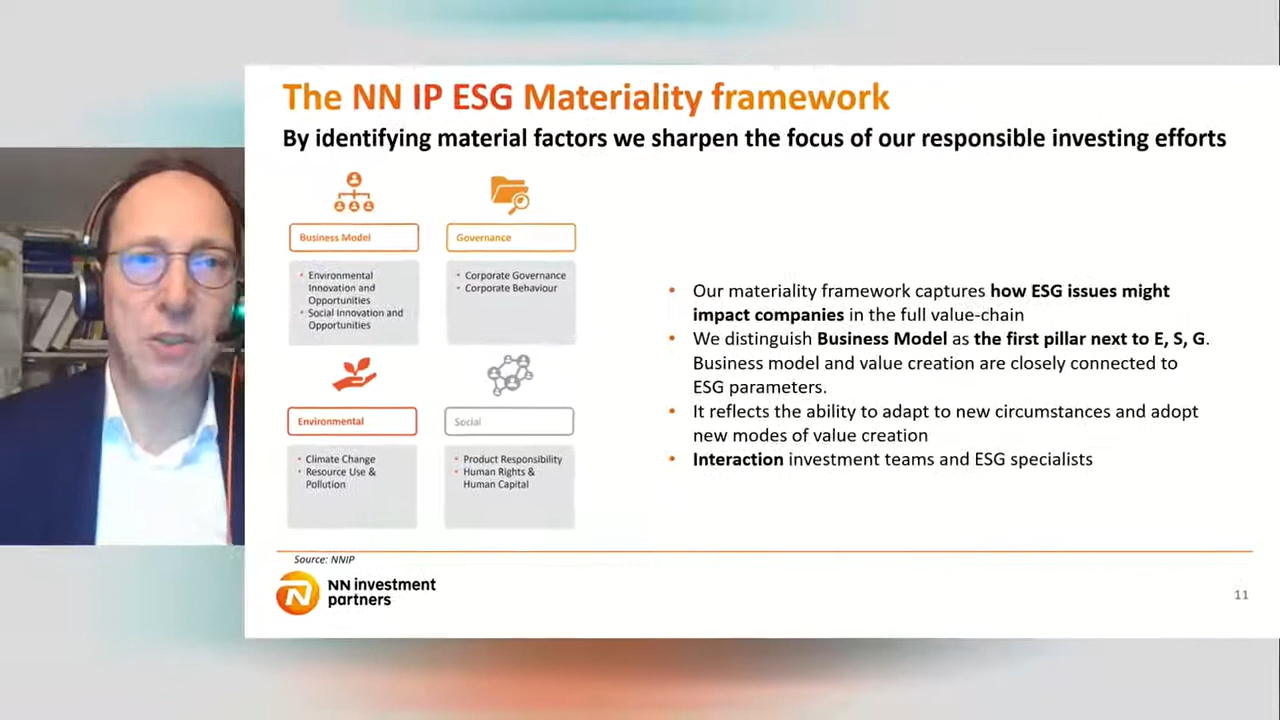 The NN IP ESG Materiality framework
By identifying material factors we sharpen the focus of our responsible investing efforts
Business Model
• Environmental
Innovation and
Opportunities
• Social Innovation and
Opportunities
Governance
• Corporate Governance
• Corporate Behaviour
Environmental
• Climate Change
• Resource Use &
Pollution
Social
• Product Responsibility
• Human Rights &
Human Capital
• Our materiality framework captures how ESG issues might
impact companies in the full value-chain
• We distinguish Business Model as the first pillar next to E, S, G.
Business model and value creation are closely connected to
ESG parameters.
• It reflects the ability to adapt to new circumstances and adopt
new modes of value creation
• Interaction investment teams and ESG specialists
Source: NNIP
NN investment
partners
11